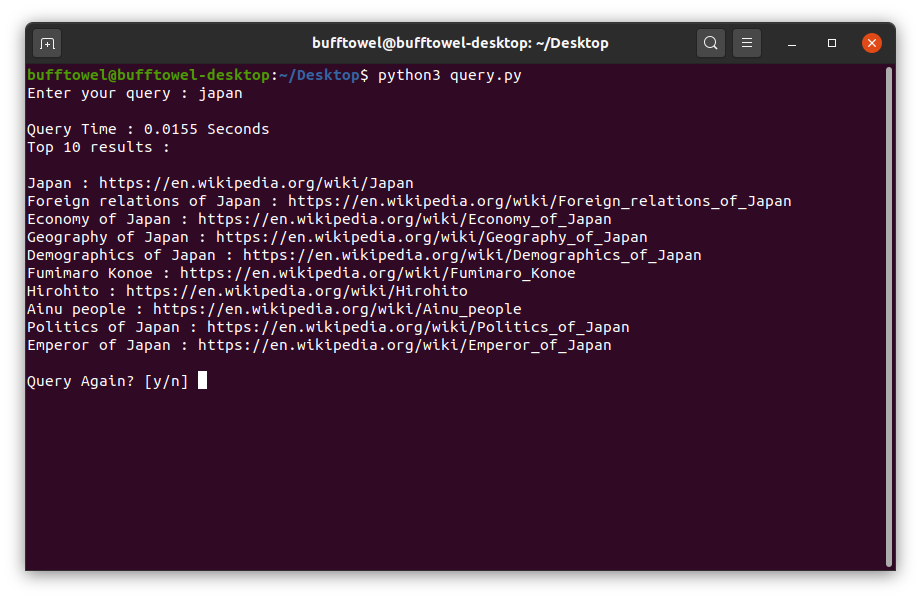 bufftowel@bufftowel-desktop: ~/Desktop
bufftowel@bufftowel-desktop:~/Desktop$ python3 query.py
Enter your query : japan
Query Time : 0.0155 Seconds
Top 10 results :
Japan : https://en.wikipedia.org/wiki/Japan
Foreign relations of Japan : https://en.wikipedia.org/wiki/Foreign_relations_of_Japan
Economy of Japan : https://en.wikipedia.org/wiki/Economy_of_Japan
Geography of Japan : https://en.wikipedia.org/wiki/Geography_of_Japan
Demographics of Japan : https://en.wikipedia.org/wiki/Demographics_of_Japan
Fumimaro Konoe : https://en.wikipedia.org/wiki/Fumimaro_Konoe
Hirohito : https://en.wikipedia.org/wiki/Hirohito
Ainu people : https://en.wikipedia.org/wiki/Ainu_people
Politics of Japan : https://en.wikipedia.org/wiki/Politics_of_Japan
Emperor of Japan : https://en.wikipedia.org/wiki/Emperor_of_Japan
Query Again? [y/n]